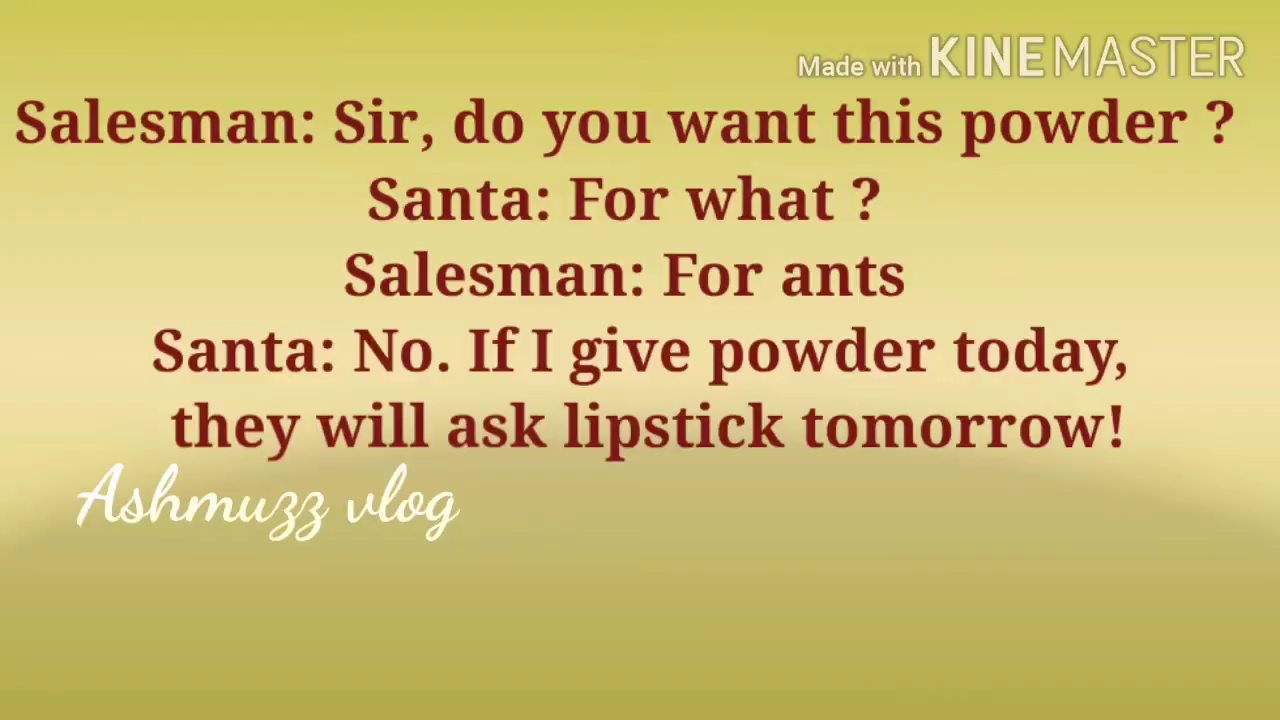 Made with KINEMASTER
Salesman: Sir, do you want this powder ?
Santa: For what ?
Salesman: For ants
Santa: No. If I give powder today,
they will ask lipstick tomorrow!
Ashmuzz vlog